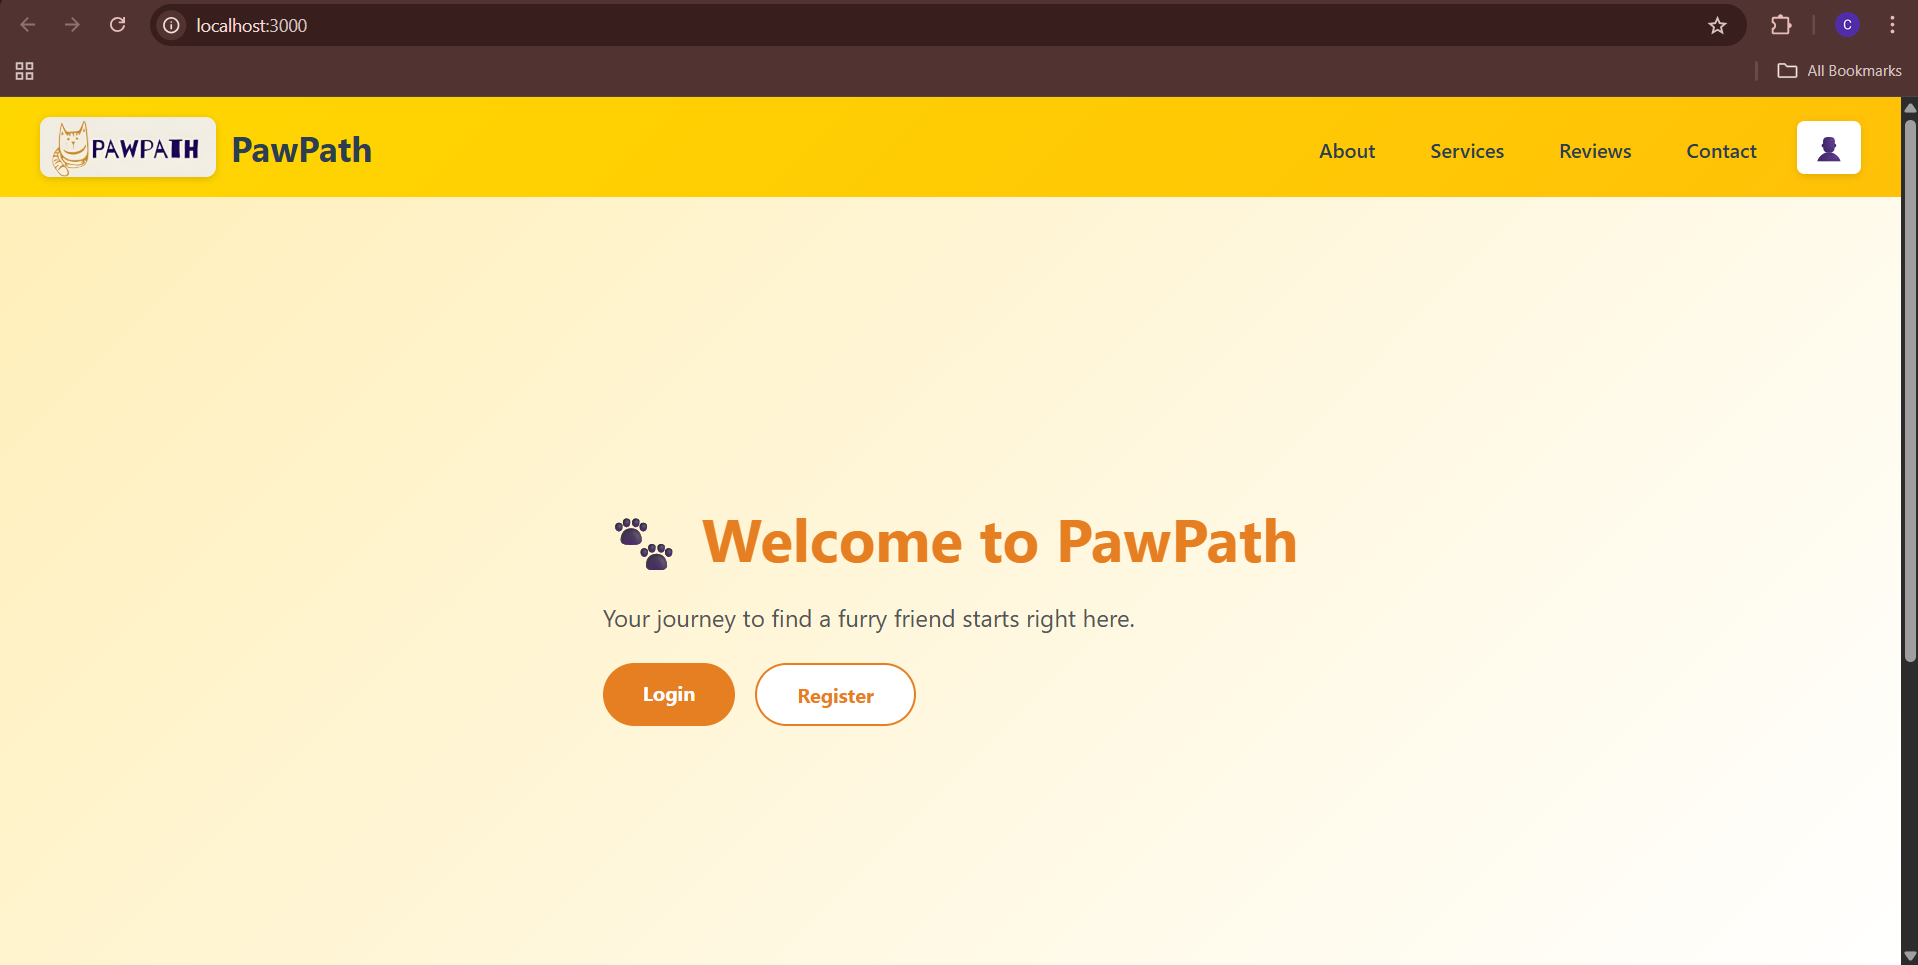 localhost:3000
C
All Bookmarks
PAWPATH
PawPath
About
Services
Reviews
Contact
Welcome to PawPath
Your journey to find a furry friend starts right here.
Login
Register